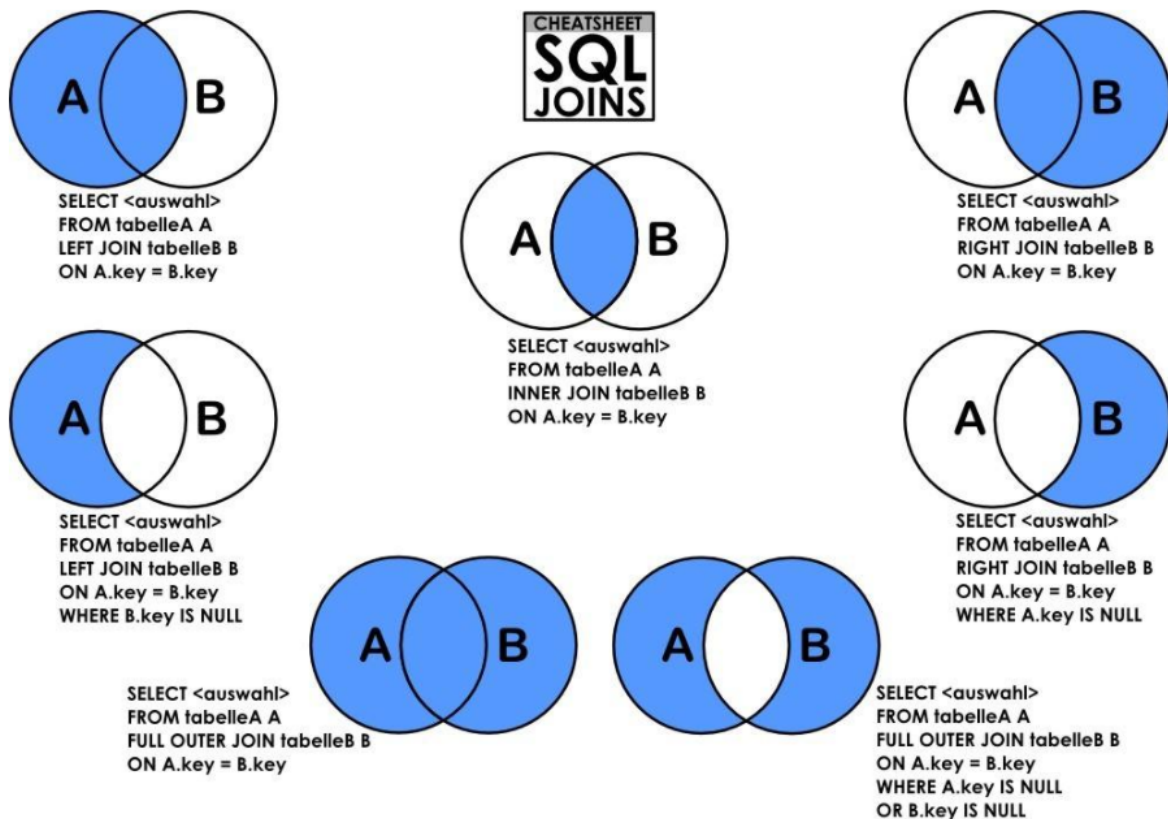 CHEATSHEET
SQL
JOINS
A B
SELECT <auswahl>
FROM tabelleA A
LEFT JOIN tabelleB B
ON A.key = B.key
A B
SELECT <auswahl>
FROM tabelleA A
INNER JOIN tabelleB B
ON A.key = B.key
A B
SELECT <auswahl>
FROM tabelleA A
RIGHT JOIN tabelleB B
ON A.key = B.key
A B
SELECT <auswahl>
FROM tabelleA A
LEFT JOIN tabelleB B
ON A.key = B.key
WHERE B.key IS NULL
A B
SELECT <auswahl>
FROM tabelleA A
RIGHT JOIN tabelleB B
ON A.key = B.key
WHERE A.key IS NULL
A B
SELECT <auswahl>
FROM tabelleA A
FULL OUTER JOIN tabelleB B
ON A.key = B.key
A B
SELECT <auswahl>
FROM tabelleA A
FULL OUTER JOIN tabelleB B
ON A.key = B.key
WHERE A.key IS NULL
OR B.key IS NULL